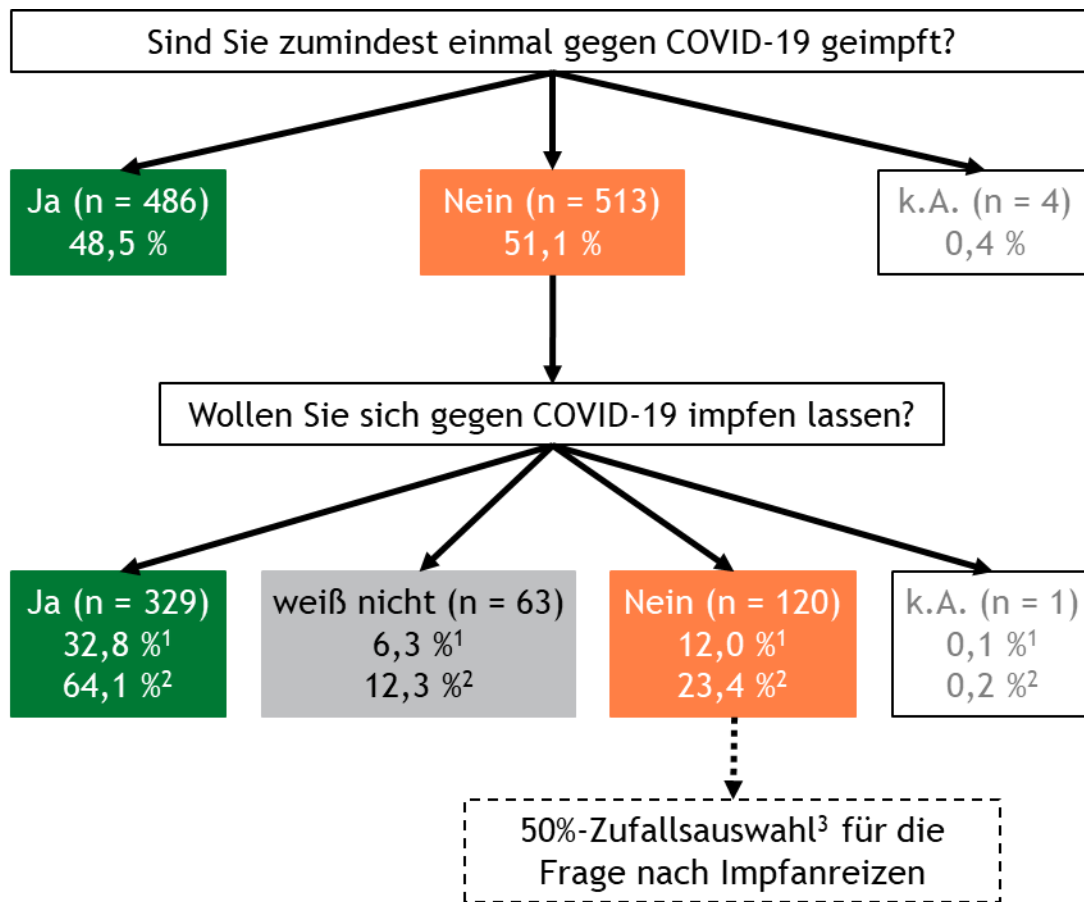 Sind Sie zumindest einmal gegen COVID-19 geimpft?
Ja (n = 486)
48,5 %
Nein (n = 513)
51,1 %
k.A. (n = 4)
0,4 %
Wollen Sie sich gegen COVID-19 impfen lassen?
Ja (n = 329)
32,8 %¹
64,1 %²
weiß nicht (n = 63)
6,3 %¹
12,3 %²
Nein (n = 120)
12,0 %¹
23,4 %²
k.A. (n = 1)
0,1 %¹
0,2 %²
50%-Zufallsauswahl³ für die
Frage nach Impfanreizen